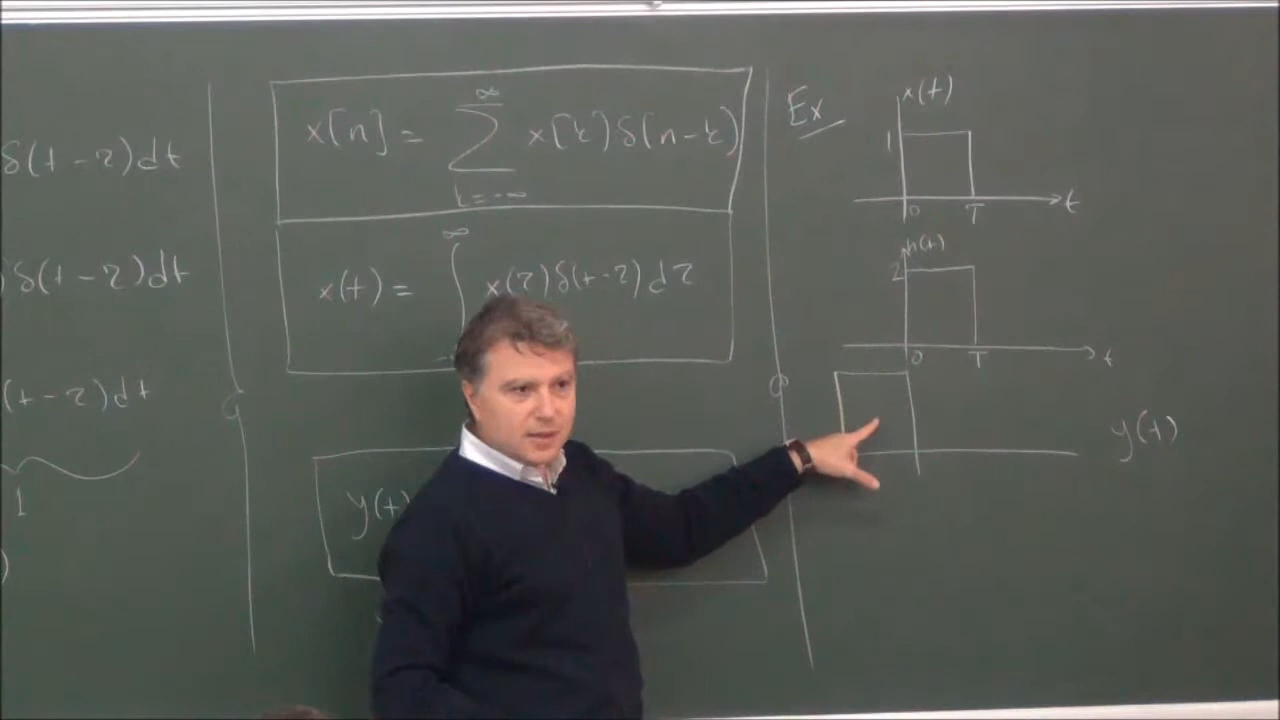 δ(t-τ)dt
)δ(t-τ)dt
(t-τ)dt
1
)
x[n] = ∑ x[k]δ[n-k]
∞
k=-∞
x(t) = ∫ x(τ)δ(t-τ)dτ
∞
y(t)
Ex
x(t)
1
0 T t
h(t)
2
0 T t
y(t)